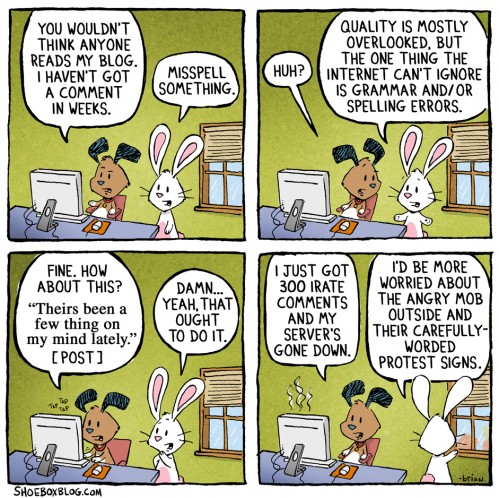 YOU WOULDN'T
THINK ANYONE
READS MY BLOG.
I HAVEN'T GOT
A COMMENT
IN WEEKS.
MISSPELL
SOMETHING.
HUH?
QUALITY IS MOSTLY
OVERLOOKED, BUT
THE ONE THING THE
INTERNET CAN'T IGNORE
IS GRAMMAR AND/OR
SPELLING ERRORS.
FINE. HOW
ABOUT THIS?
“Theirs been a
few thing on
my mind lately.”
[POST]
TAP TAP
TAP
DAMN...
YEAH, THAT
OUGHT
TO DO IT.
I JUST GOT
300 IRATE
COMMENTS
AND MY
SERVER'S
GONE DOWN.
I'D BE MORE
WORRIED ABOUT
THE ANGRY MOB
OUTSIDE AND
THEIR CAREFULLY-
WORDED
PROTEST SIGNS.
-brian.
SHOEBOXBLOG.COM